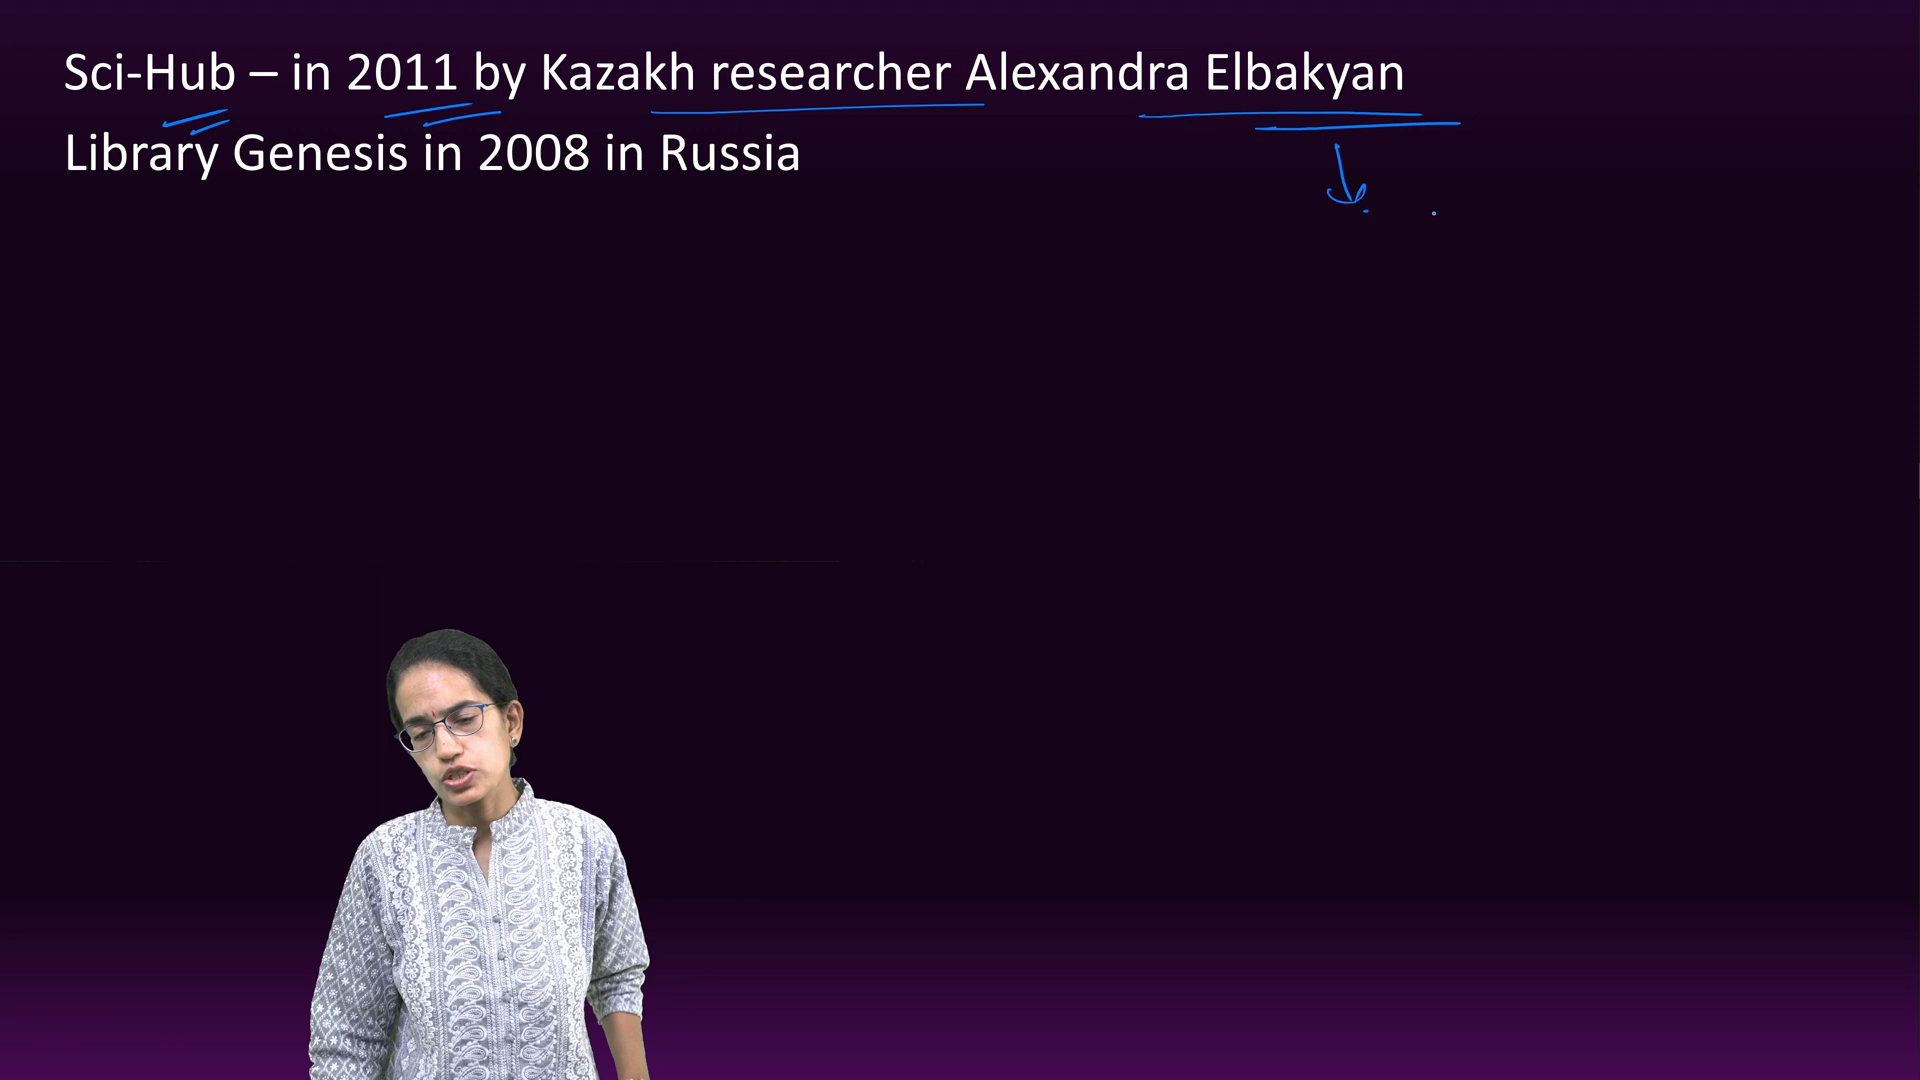 Sci-Hub – in 2011 by Kazakh researcher Alexandra Elbakyan
Library Genesis in 2008 in Russia